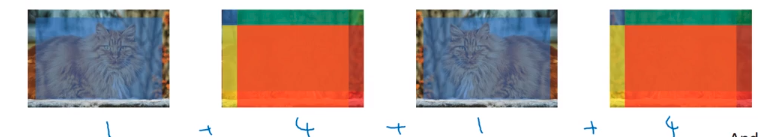 1 + 4 + 1 + 4
And